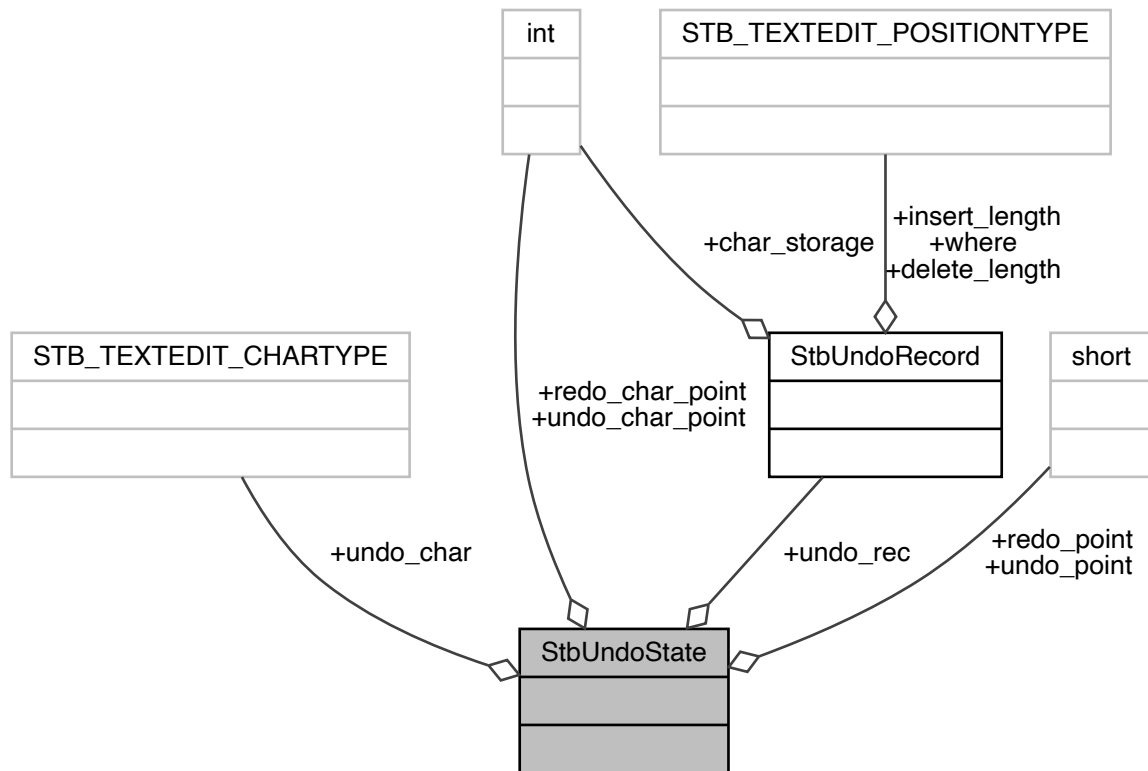 int
STB_TEXTEDIT_POSITIONTYPE
+char_storage
+insert_length
+where
+delete_length
STB_TEXTEDIT_CHARTYPE
+redo_char_point
+undo_char_point
StbUndoRecord
short
+undo_char
+undo_rec
+redo_point
+undo_point
StbUndoState